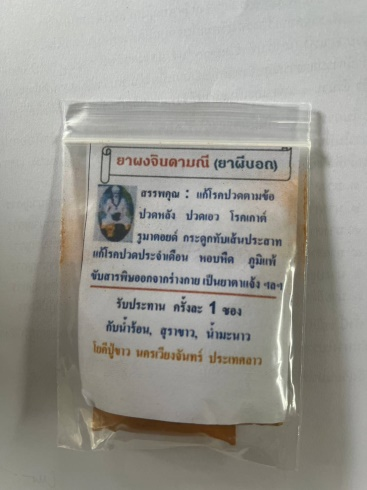 ยาผงจินดามณี (ยาผีบอก)
สรรพคุณ : แก้โรคปวดตามข้อ
ปวดหลัง ปวดเอว โรคเกาต์
รูมาตอยด์ กระดูกทับเส้นประสาท
แก้โรคปวดประจำเดือน หอบหืด ภูมิแพ้
ขับสารพิษออกจากร่างกาย เป็นยาตาแจ้ง ฯลฯ
รับประทาน ครั้งละ 1 ซอง
กับน้ำร้อน, สุราขาว, น้ำมะนาว
โยคีปู่ขาว นครเวียงจันทร์ ประเทศลาว